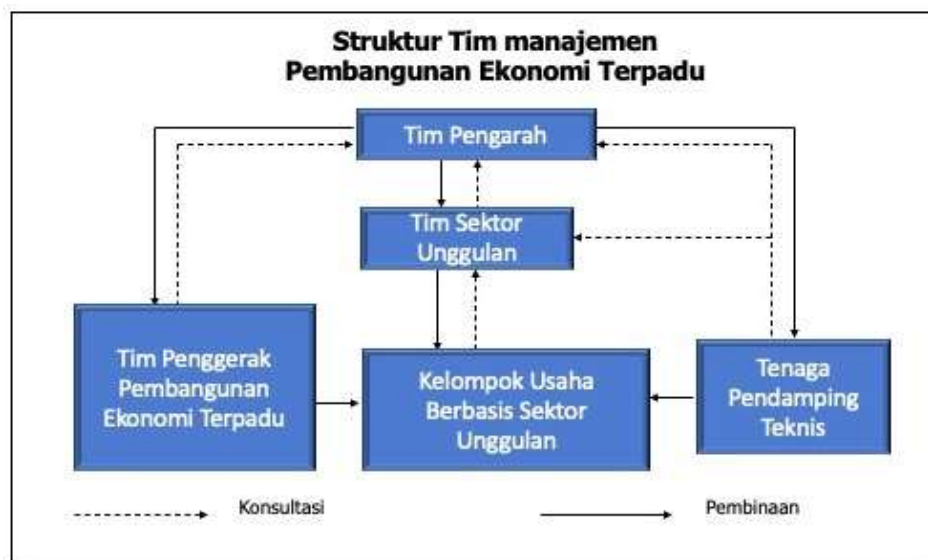 Struktur Tim manajemen
Pembangunan Ekonomi Terpadu
Tim Pengarah
Tim Sektor
Unggulan
Tim Penggerak
Pembangunan
Ekonomi Terpadu
Kelompok Usaha
Berbasis Sektor
Unggulan
Tenaga
Pendamping
Teknis
Konsultasi
Pembinaan